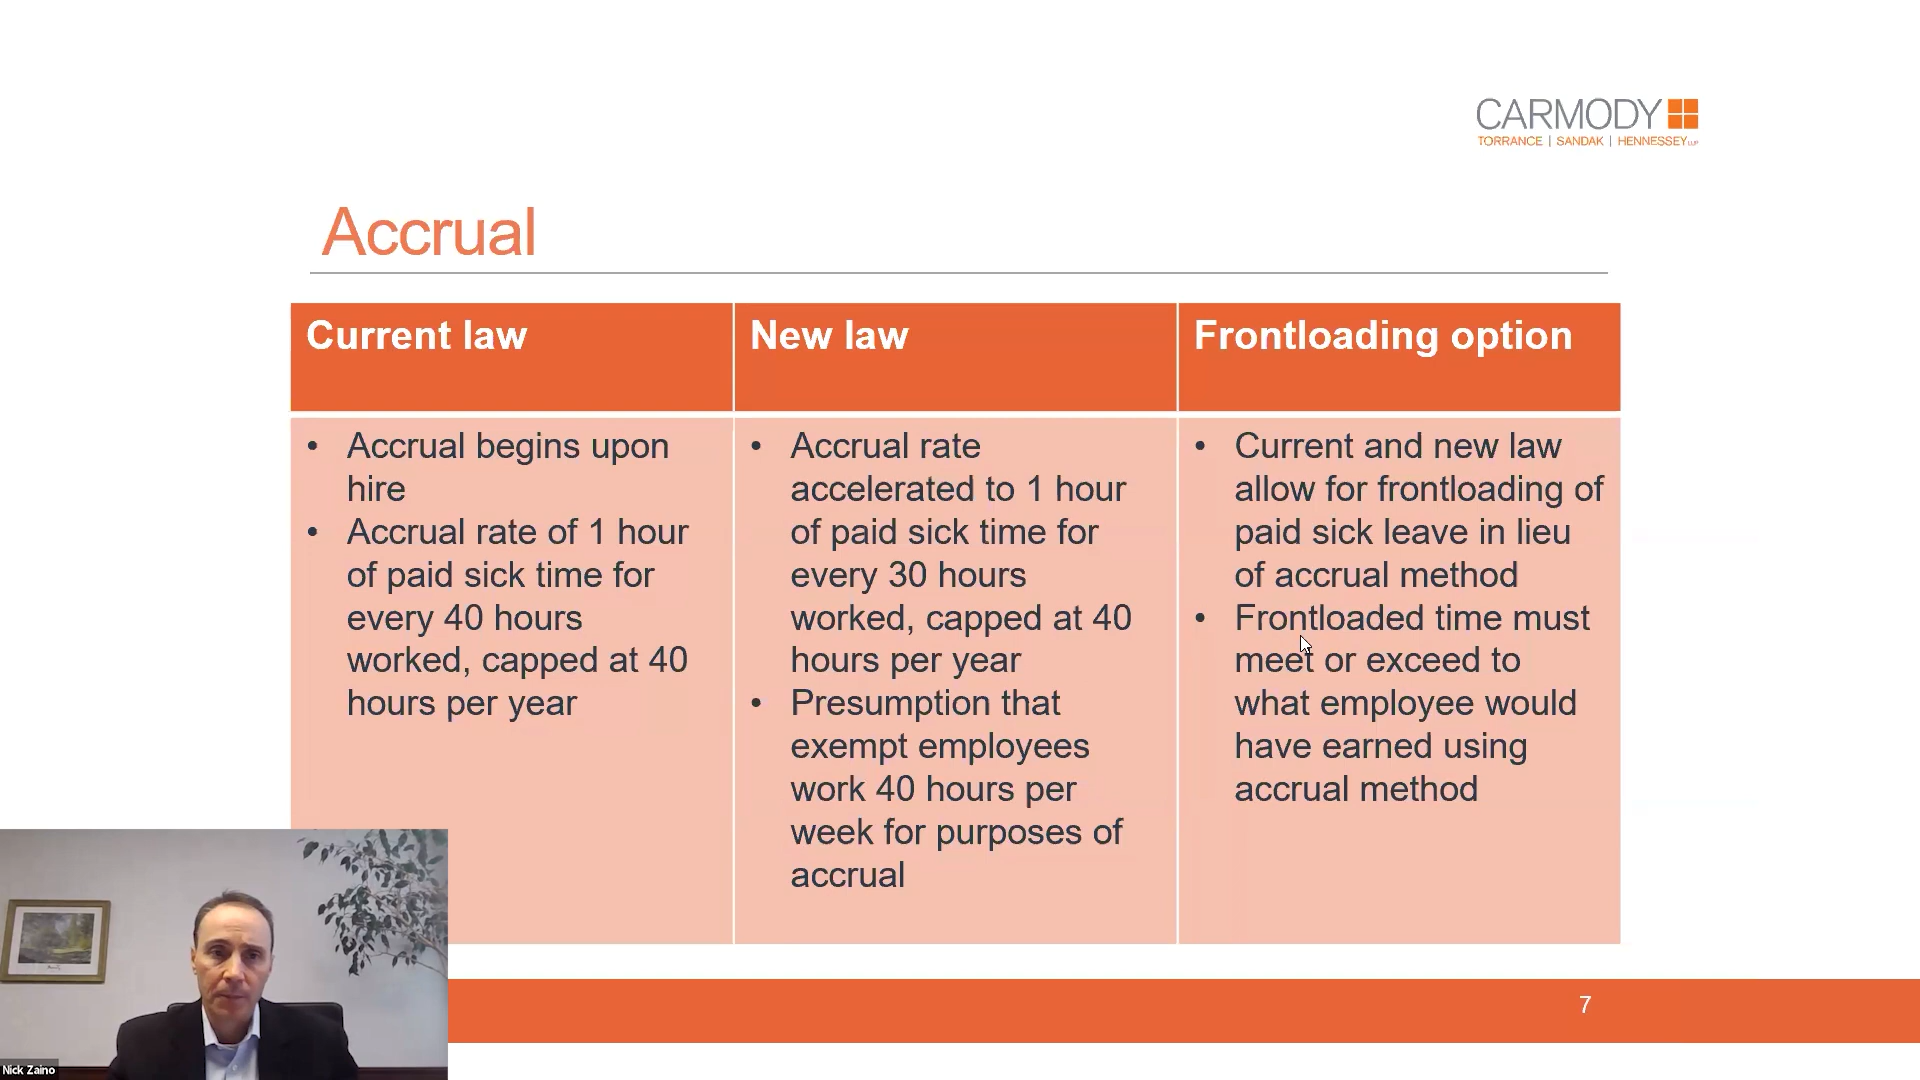 CARMODY
TORRANCE | SANDAK | HENNESSEY LLP
Accrual
Current law
New law
Frontloading option
• Accrual begins upon
hire
• Accrual rate of 1 hour
of paid sick time for
every 40 hours
worked, capped at 40
hours per year
• Accrual rate
accelerated to 1 hour
of paid sick time for
every 30 hours
worked, capped at 40
hours per year
• Presumption that
exempt employees
work 40 hours per
week for purposes of
accrual
• Current and new law
allow for frontloading of
paid sick leave in lieu
of accrual method
• Frontloaded time must
meet or exceed to
what employee would
have earned using
accrual method
7
Nick Zaino